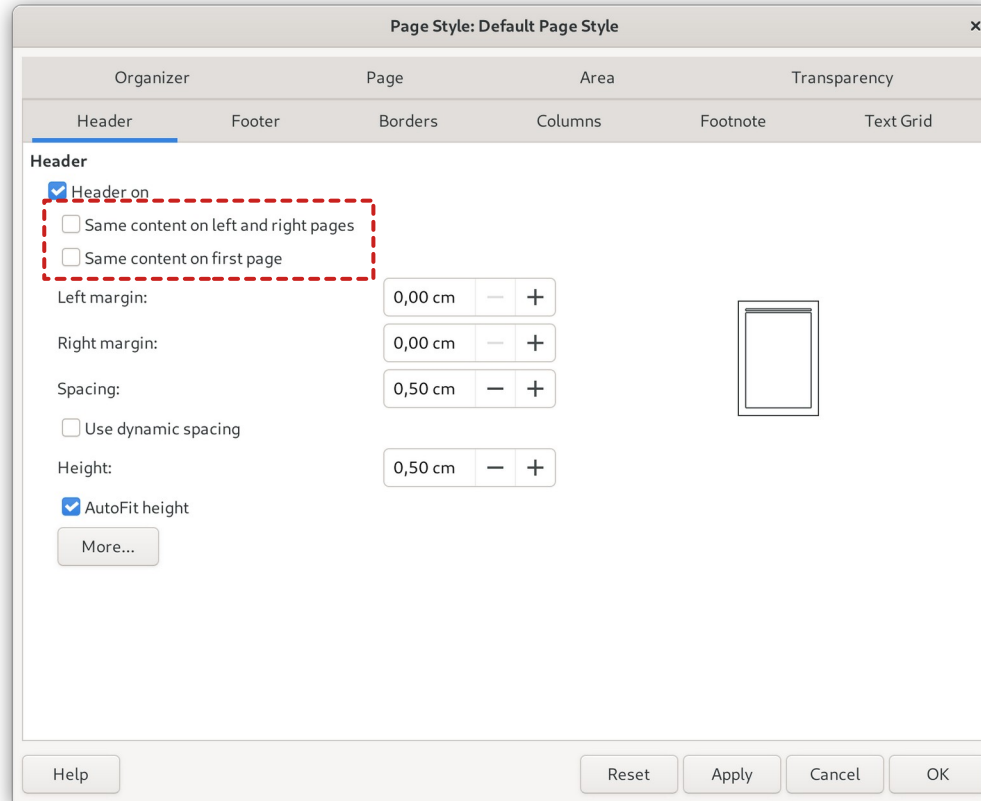 Page Style: Default Page Style
Organizer Page Area Transparency
Header Footer Borders Columns Footnote Text Grid
Header
Header on
Same content on left and right pages
Same content on first page
Left margin: 0,00 cm
Right margin: 0,00 cm
Spacing: 0,50 cm
Use dynamic spacing
Height: 0,50 cm
AutoFit height
More...
Help Reset Apply Cancel OK